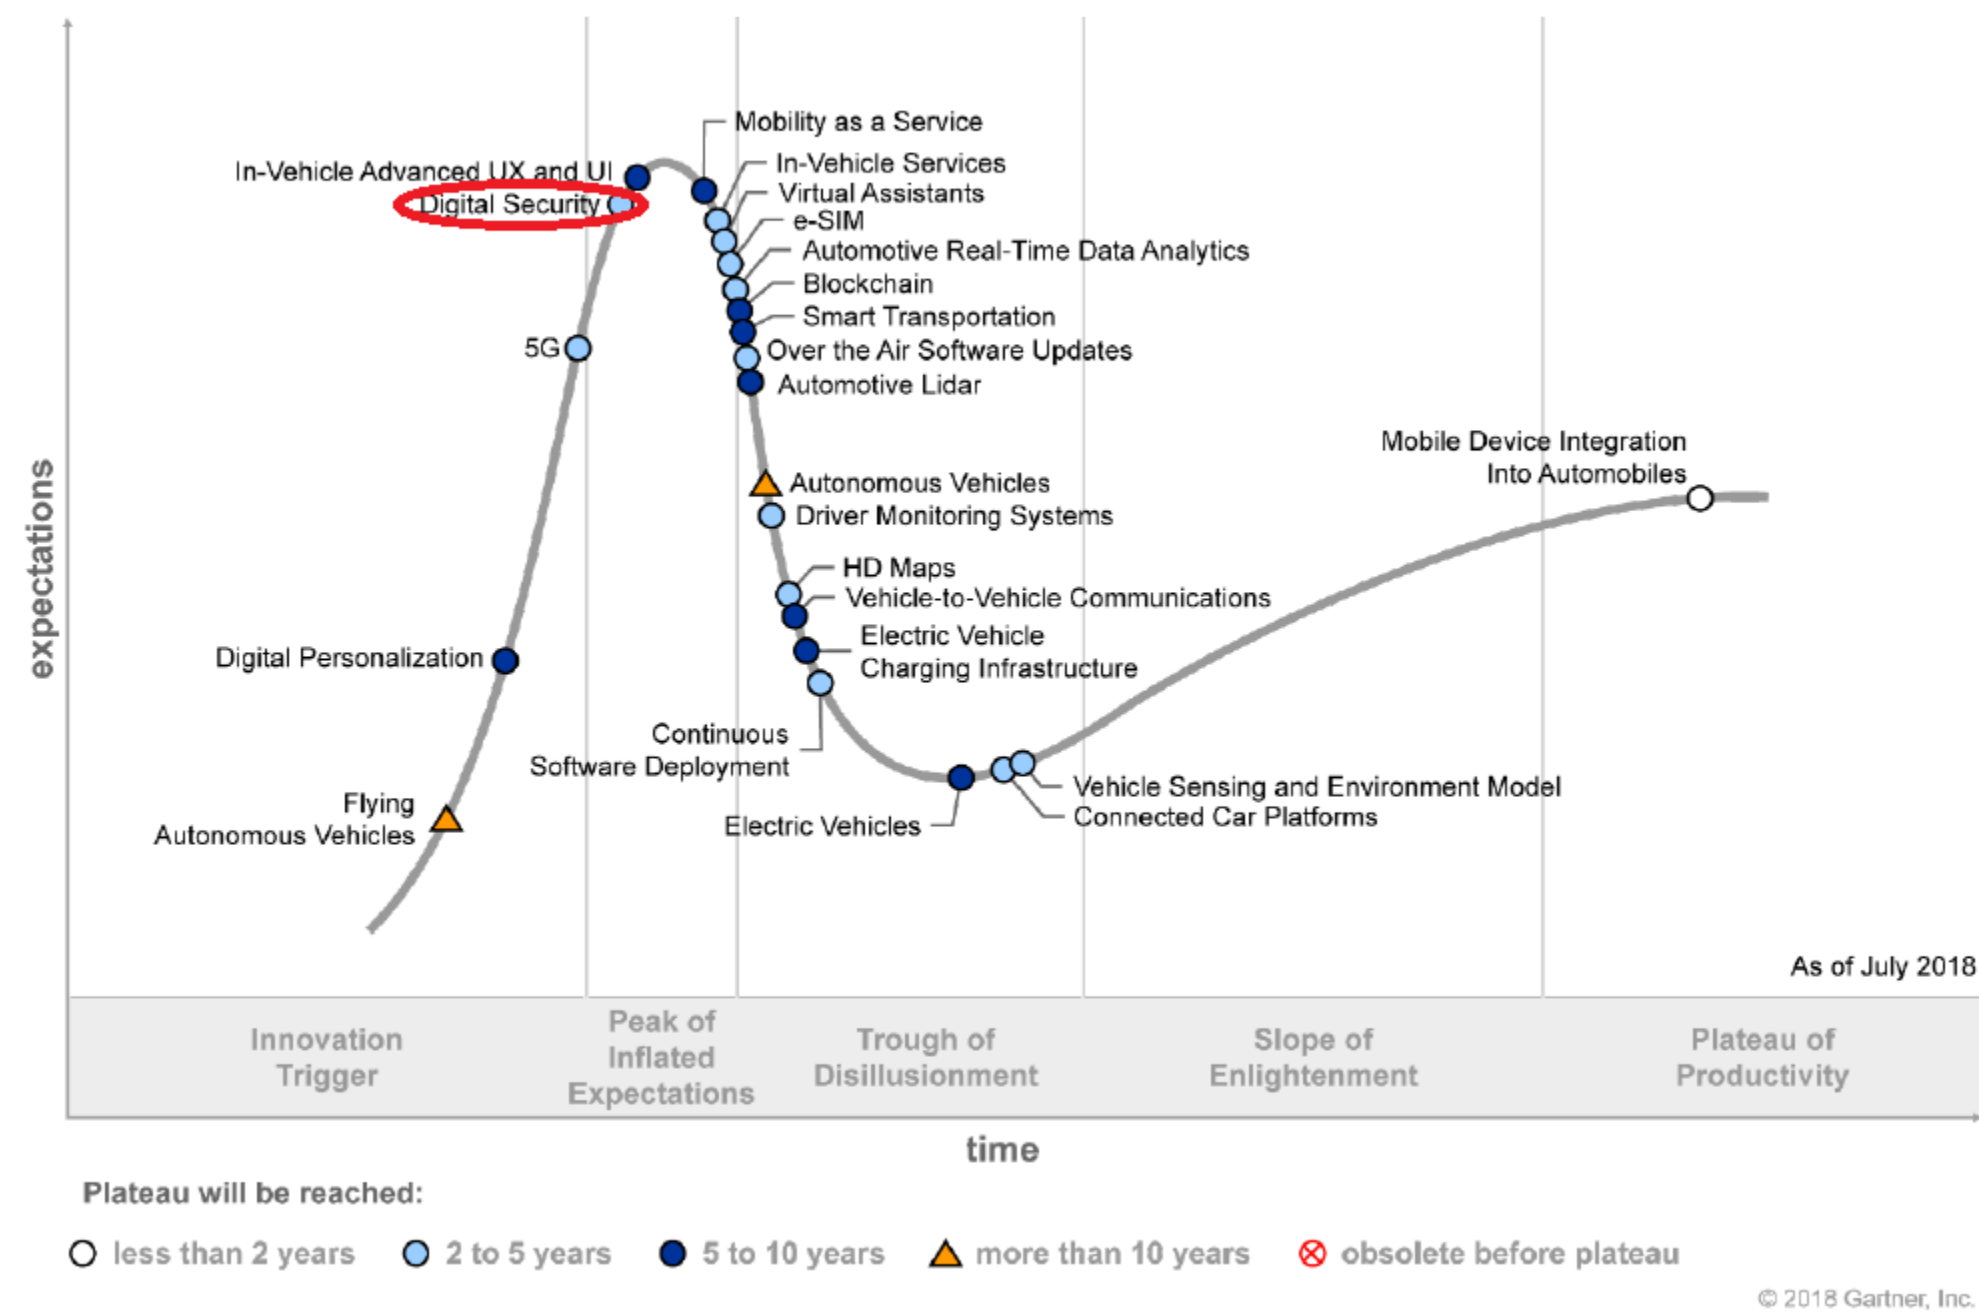 Mobility as a Service
In-Vehicle Advanced UX and UI
In-Vehicle Services
Digital Security
Virtual Assistants
e-SIM
Automotive Real-Time Data Analytics
Blockchain
Smart Transportation
5G
Over the Air Software Updates
Automotive Lidar
Mobile Device Integration
Into Automobiles
Autonomous Vehicles
Driver Monitoring Systems
expectations
HD Maps
Vehicle-to-Vehicle Communications
Electric Vehicle
Charging Infrastructure
Digital Personalization
Continuous
Software Deployment
Vehicle Sensing and Environment Model
Connected Car Platforms
Electric Vehicles
Flying
Autonomous Vehicles
As of July 2018
Innovation
Trigger
Peak of
Inflated
Expectations
Trough of
Disillusionment
Slope of
Enlightenment
Plateau of
Productivity
time
Plateau will be reached:
less than 2 years
2 to 5 years
5 to 10 years
more than 10 years
obsolete before plateau
© 2018 Gartner, Inc.